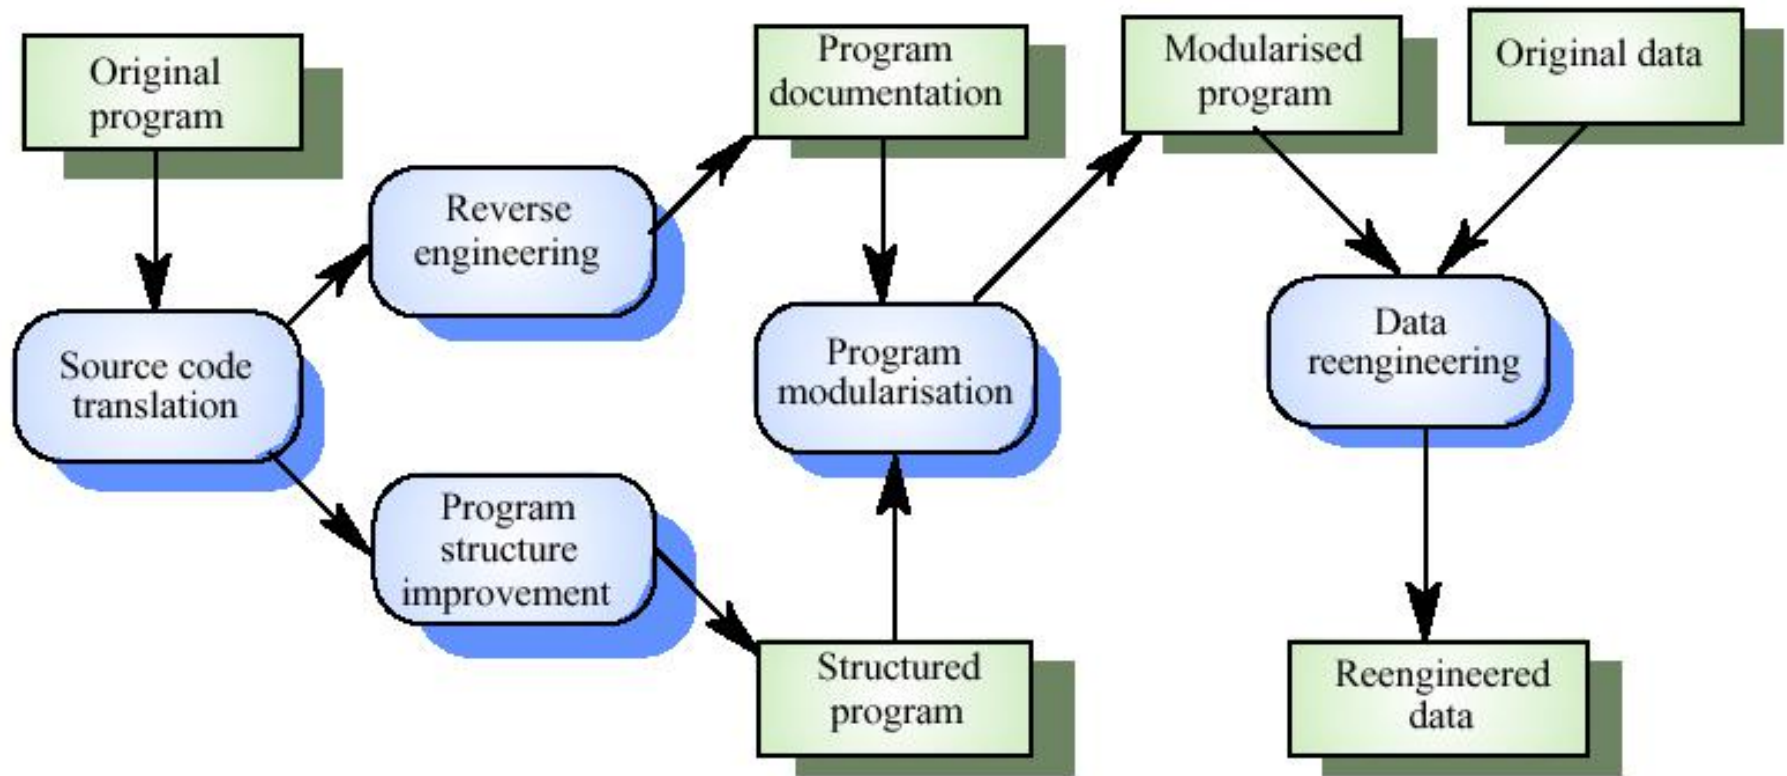 Original
program
Program
documentation
Modularised
program
Original data
Reverse
engineering
Source code
translation
Program
modularisation
Data
reengineering
Program
structure
improvement
Structured
program
Reengineered
data